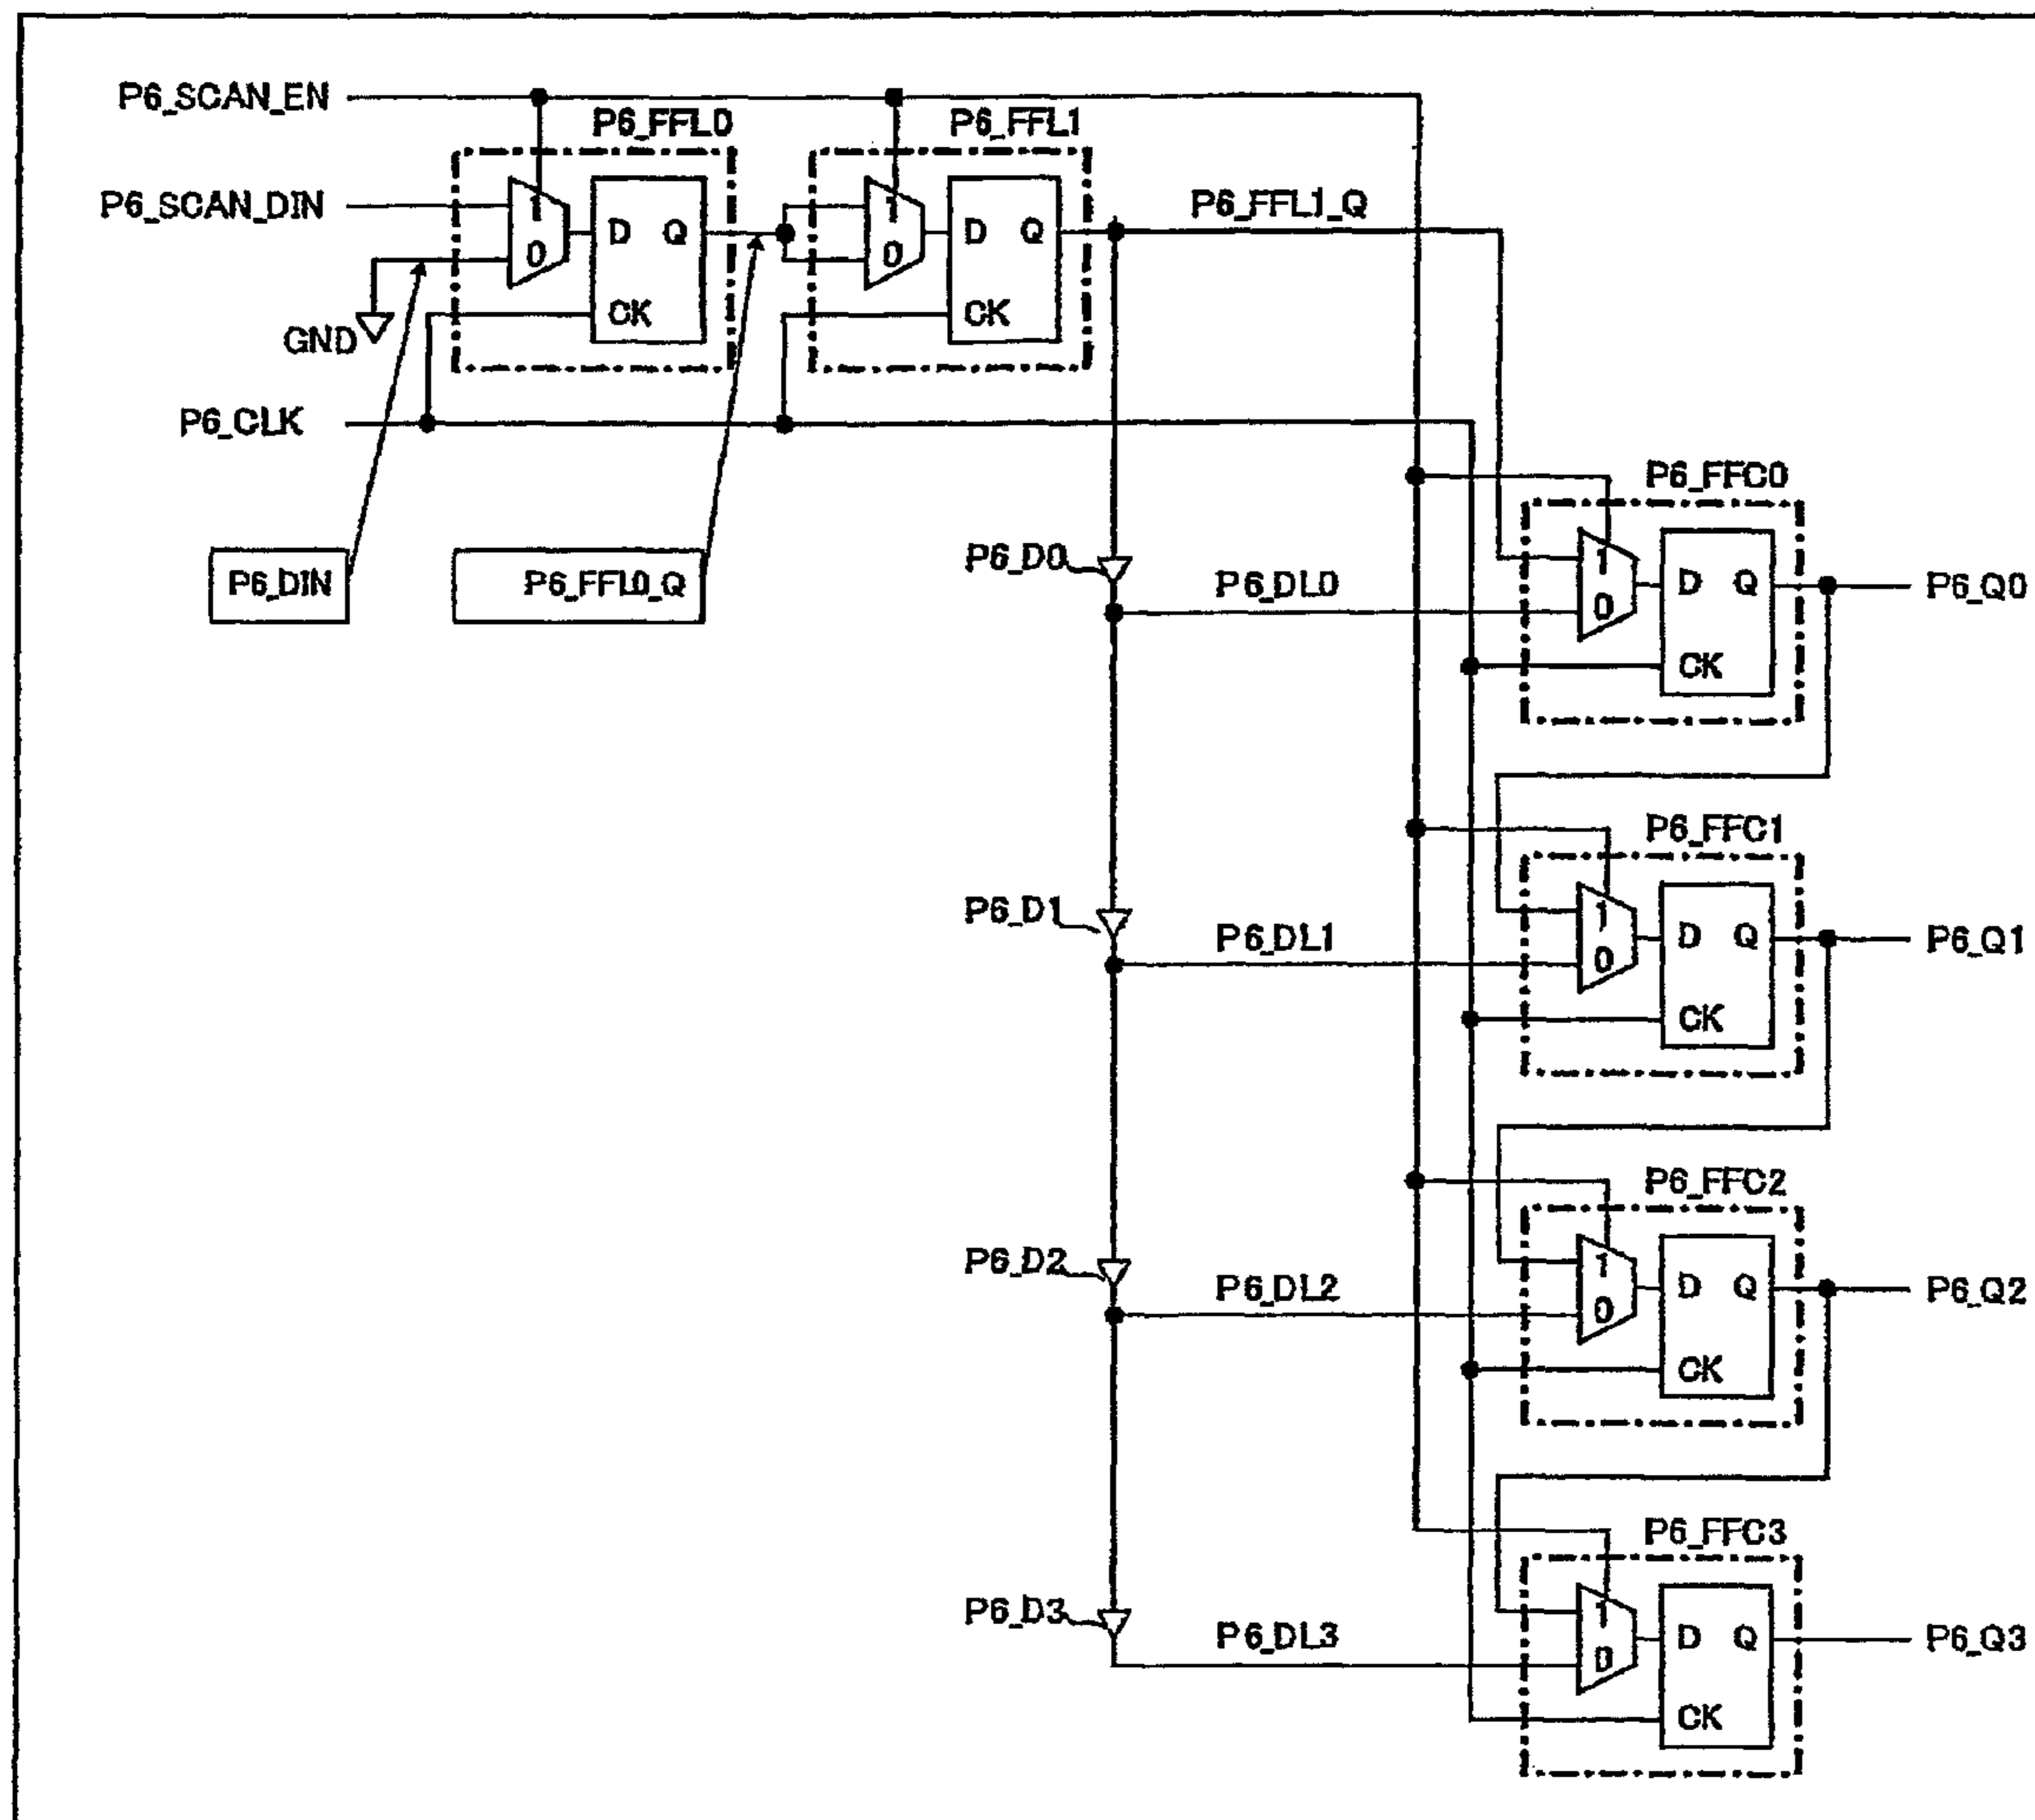 P6_SCAN_EN
P6_FFL0
P6_FFL1
P6_SCAN_DIN
1
0
D
Q
CK
1
0
D
Q
CK
P6_FFL1_Q
GND
P6_CLK
P6_DIN
P6_FFL0_Q
P6_FFC0
P6_D0
P6_DL0
1
0
D
Q
CK
P6_Q0
P6_FFC1
P6_D1
P6_DL1
1
0
D
Q
CK
P6_Q1
P6_FFC2
P6_D2
P6_DL2
1
0
D
Q
CK
P6_Q2
P6_FFC3
P6_D3
P6_DL3
1
D
D
Q
CK
P6_Q3